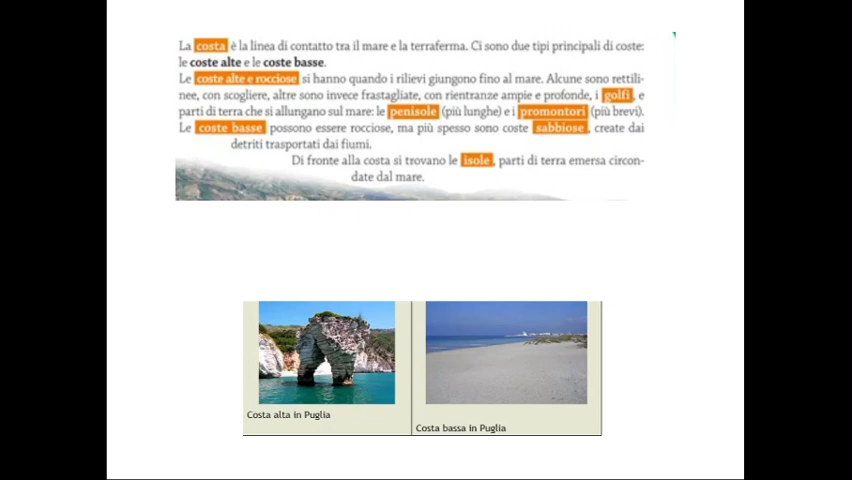 La costa è la linea di contatto tra il mare e la terraferma. Ci sono due tipi principali di coste:
le coste alte e le coste basse.
Le coste alte e rocciose si hanno quando i rilievi giungono fino al mare. Alcune sono rettili-
nee, con scogliere, altre sono invece frastagliate, con rientranze ampie e profonde, i golfi, e
parti di terra che si allungano sul mare: le penisole (più lunghe) e i promontori (più brevi).
Le coste basse possono essere rocciose, ma più spesso sono coste sabbiose, create dai
detriti trasportati dai fiumi.
Di fronte alla costa si trovano le isole, parti di terra emersa circon-
date dal mare.
Costa alta in Puglia
Costa bassa in Puglia